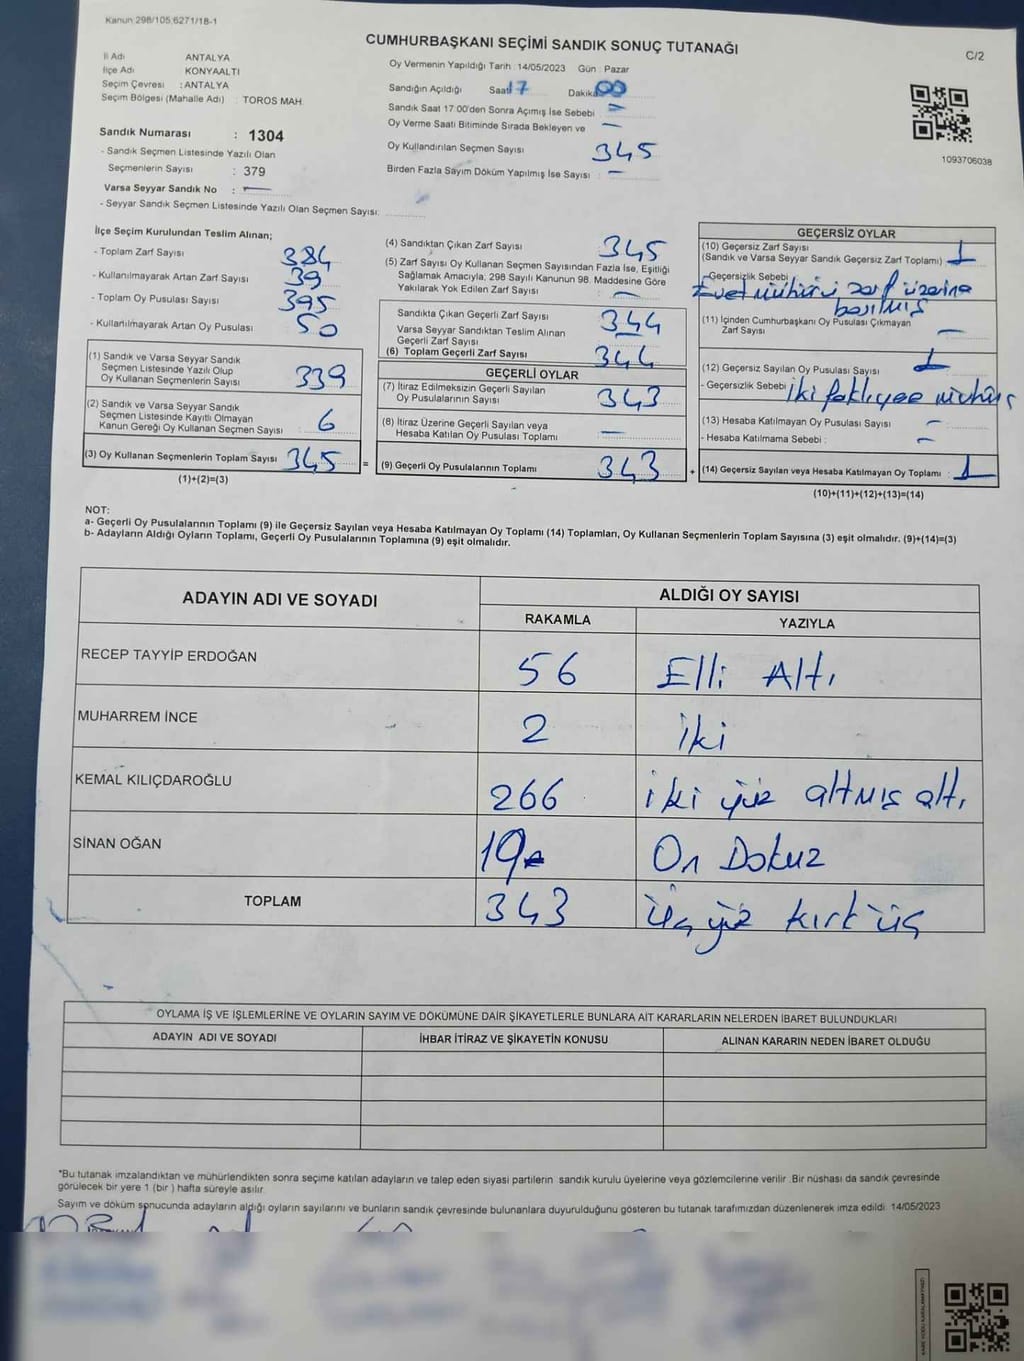 Kanun 298/105,6271/18-1
CUMHURBAŞKANI SEÇİMİ SANDIK SONUÇ TUTANAĞI
C/2
İl Adı ANTALYA
İlçe Adı KONYAALTI
Seçim Çevresi : ANTALYA
Seçim Bölgesi (Mahalle Adı) : TOROS MAH.
Sandık Numarası : 1304
- Sandık Seçmen Listesinde Yazılı Olan
Seçmenlerin Sayısı : 379
Varsa Seyyar Sandık No : —
- Seyyar Sandık Seçmen Listesinde Yazılı Olan Seçmen Sayısı:
Oy Vermenin Yapıldığı Tarih : 14/05/2023 Gün : Pazar
Sandığın Açıldığı Saat 17 Dakika 00
Sandık Saat 17:00'den Sonra Açımış İse Sebebi : —
Oy Verme Saati Bitiminde Sırada Bekleyen ve —
Oy Kullandırılan Seçmen Sayısı 345
Birden Fazla Sayım Döküm Yapılmış İse Sayısı : —
1093706038
İlçe Seçim Kurulundan Teslim Alınan;
- Toplam Zarf Sayısı 384
- Kullanılmayarak Artan Zarf Sayısı 39
- Toplam Oy Pusulası Sayısı 395
- Kullanılmayarak Artan Oy Pusulası 50
(1) Sandık ve Varsa Seyyar Sandık
Seçmen Listesinde Yazılı Olup
Oy Kullanan Seçmenlerin Sayısı : 339
(2) Sandık ve Varsa Seyyar Sandık
Seçmen Listesinde Kayıtlı Olmayan
Kanun Gereği Oy Kullanan Seçmen Sayısı : 6
(3) Oy Kullanan Seçmenlerin Toplam Sayısı 345
(1)+(2)=(3)
(4) Sandıktan Çıkan Zarf Sayısı 345
(5) Zarf Sayısı Oy Kullanan Seçmen Sayısından Fazla İse, Eşitliği
Sağlamak Amacıyla, 298 Sayılı Kanunun 98. Maddesine Göre
Yakılarak Yok Edilen Zarf Sayısı : —
Sandıkta Çıkan Geçerli Zarf Sayısı : 344
Varsa Seyyar Sandıktan Teslim Alınan
Geçerli Zarf Sayısı —
(6) Toplam Geçerli Zarf Sayısı : 344
GEÇERLİ OYLAR
(7) İtiraz Edilmeksizin Geçerli Sayılan
Oy Pusulalarının Sayısı : 343
(8) İtiraz Üzerine Geçerli Sayılan veya
Hesaba Katılan Oy Pusulası Toplamı : —
= (9) Geçerli Oy Pusulalarının Toplamı 343
GEÇERSİZ OYLAR
(10) Geçersiz Zarf Sayısı
(Sandık ve Varsa Seyyar Sandık Geçersiz Zarf Toplamı) : 1
- Geçersizlik Sebebi :
Evet mührü zarf üzerine
basılmış
(11) İçinden Cumhurbaşkanı Oy Pusulası Çıkmayan
Zarf Sayısı —
(12) Geçersiz Sayılan Oy Pusulası Sayısı : 1
- Geçersizlik Sebebi : iki
(13) Hesaba Katılmayan Oy Pusulası Sayısı : —
- Hesaba Katılmama Sebebi : —
+ (14) Geçersiz Sayılan veya Hesaba Katılmayan Oy Toplamı : 1
(10)+(11)+(12)+(13)=(14)
NOT:
a- Geçerli Oy Pusulalarının Toplamı (9) ile Geçersiz Sayılan veya Hesaba Katılmayan Oy Toplamı (14) Toplamları, Oy Kullanan Seçmenlerin Toplam Sayısına (3) eşit olmalıdır. (9)+(14)=(3)
b- Adayların Aldığı Oyların Toplamı, Geçerli Oy Pusulalarının Toplamına (9) eşit olmalıdır.
ADAYIN ADI VE SOYADI ALDIĞI OY SAYISI
RAKAMLA YAZIYLA
RECEP TAYYİP ERDOĞAN 56 Elli Altı
MUHARREM İNCE 2 iki
KEMAL KILIÇDAROĞLU 266 iki yüz altmış altı
SİNAN OĞAN 19 On Dokuz
TOPLAM 343 üç yüz kırk üç
OYLAMA İŞ VE İŞLEMLERİNE VE OYLARIN SAYIM VE DÖKÜMÜNE DAİR ŞİKAYETLERLE BUNLARA AİT KARARLARIN NELERDEN İBARET BULUNDUKLARI
ADAYIN ADI VE SOYADI İHBAR İTİRAZ VE ŞİKAYETİN KONUSU ALINAN KARARIN NEDEN İBARET OLDUĞU
*Bu tutanak imzalandıktan ve mühürlendikten sonra seçime katılan adayların ve talep eden siyasi partilerin sandık kurulu üyelerine veya gözlemcilerine verilir. Bir nüshası da sandık çevresinde
görülecek bir yere 1 (bir ) hafta süreyle asılır.
Sayım ve döküm sonucunda adayların aldığı oyların sayılarını ve bunların sandık çevresinde bulunanlara duyurulduğunu gösteren bu tutanak tarafımızdan düzenlenerek imza edildi. 14/05/2023